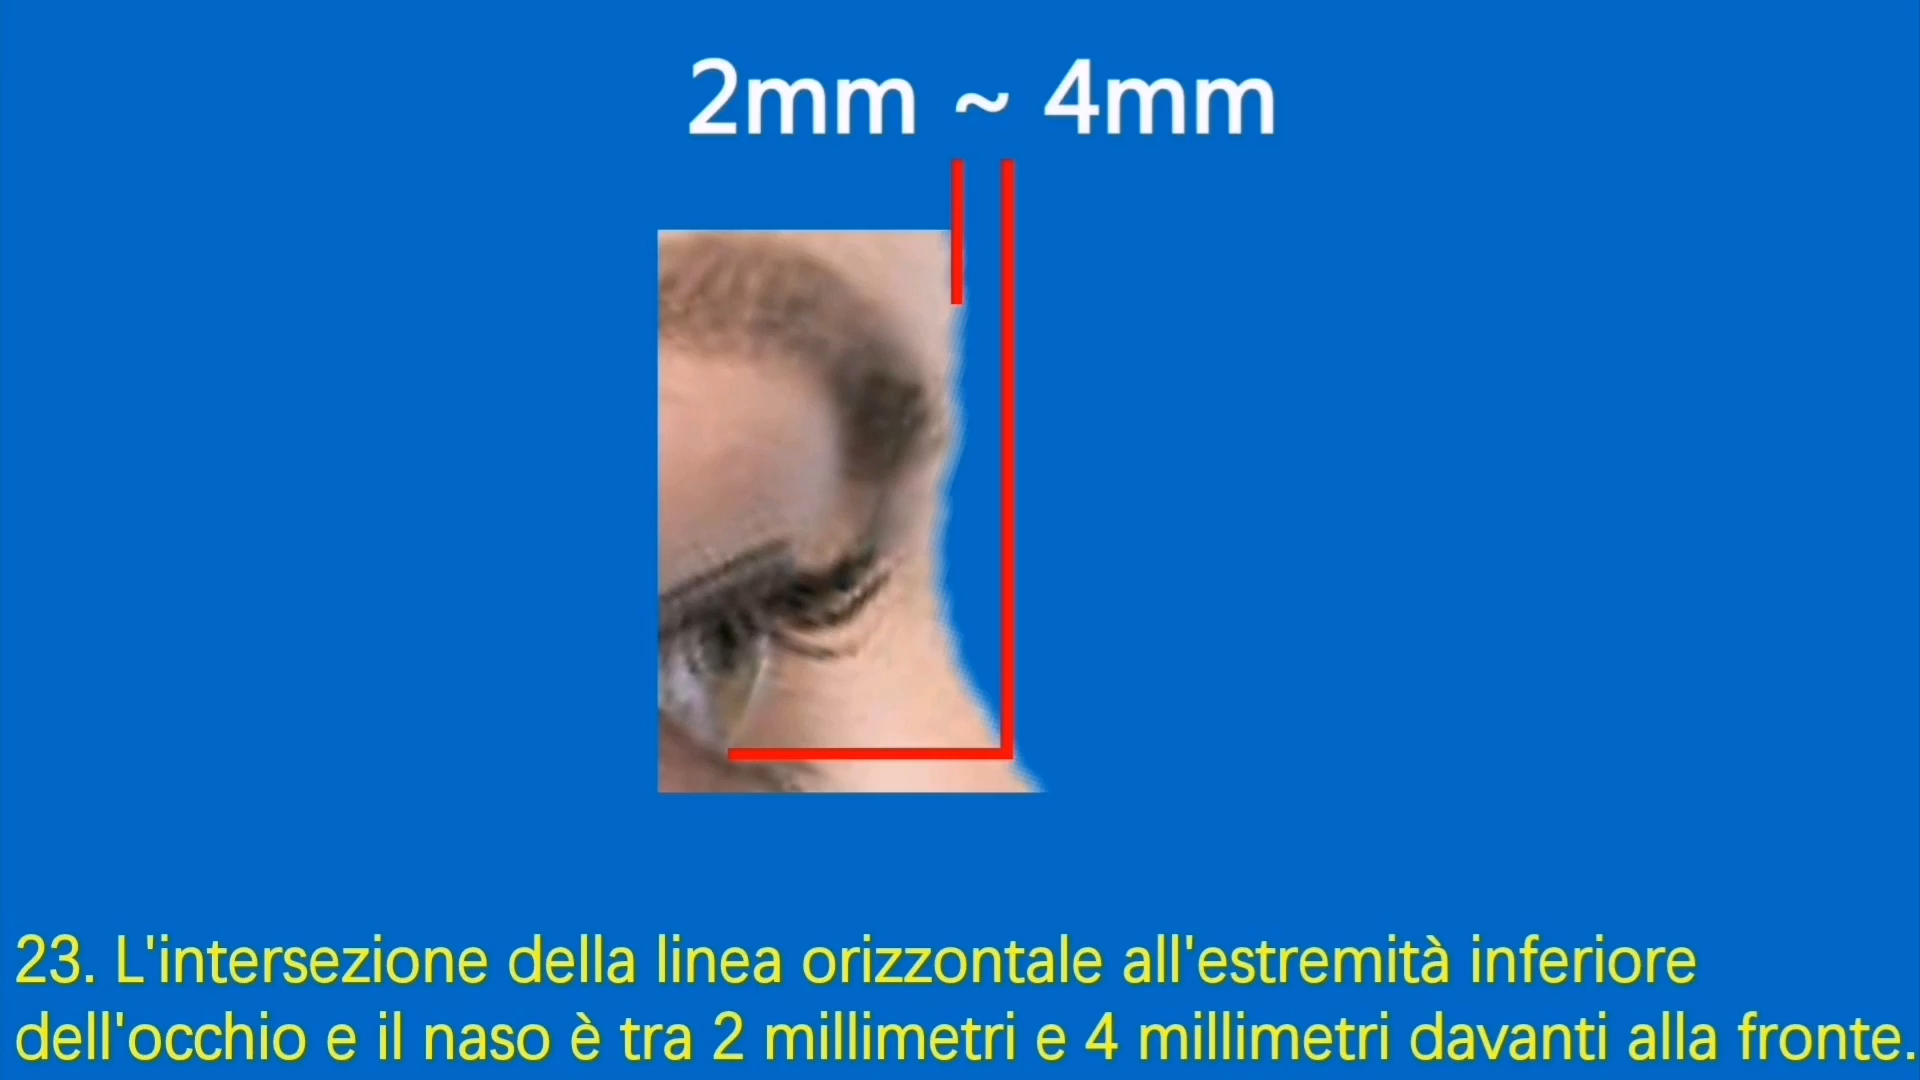 2mm ~ 4mm
23. L'intersezione della linea orizzontale all'estremità inferiore
dell'occhio e il naso è tra 2 millimetri e 4 millimetri davanti alla fronte.